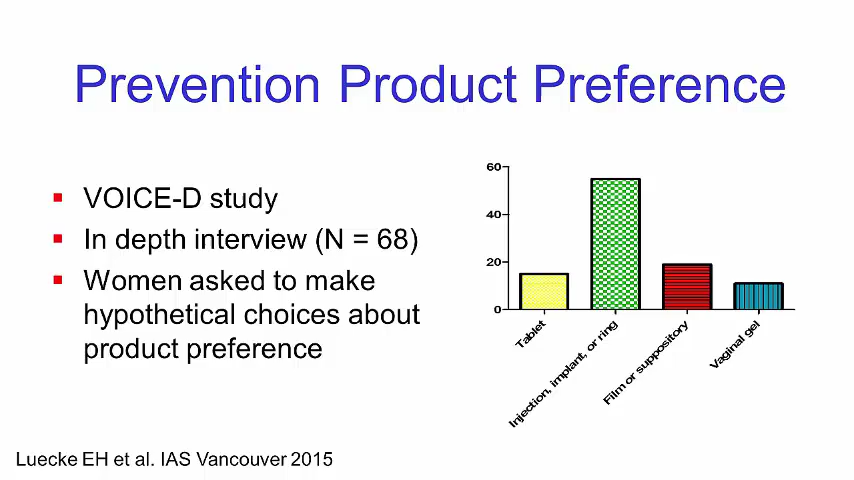 Prevention Product Preference
▪ VOICE-D study
▪ In depth interview (N = 68)
▪ Women asked to make
hypothetical choices about
product preference
60
40
20
0
Tablet
Injection, implant, or ring
Film or suppository
Vaginal gel
Luecke EH et al. IAS Vancouver 2015